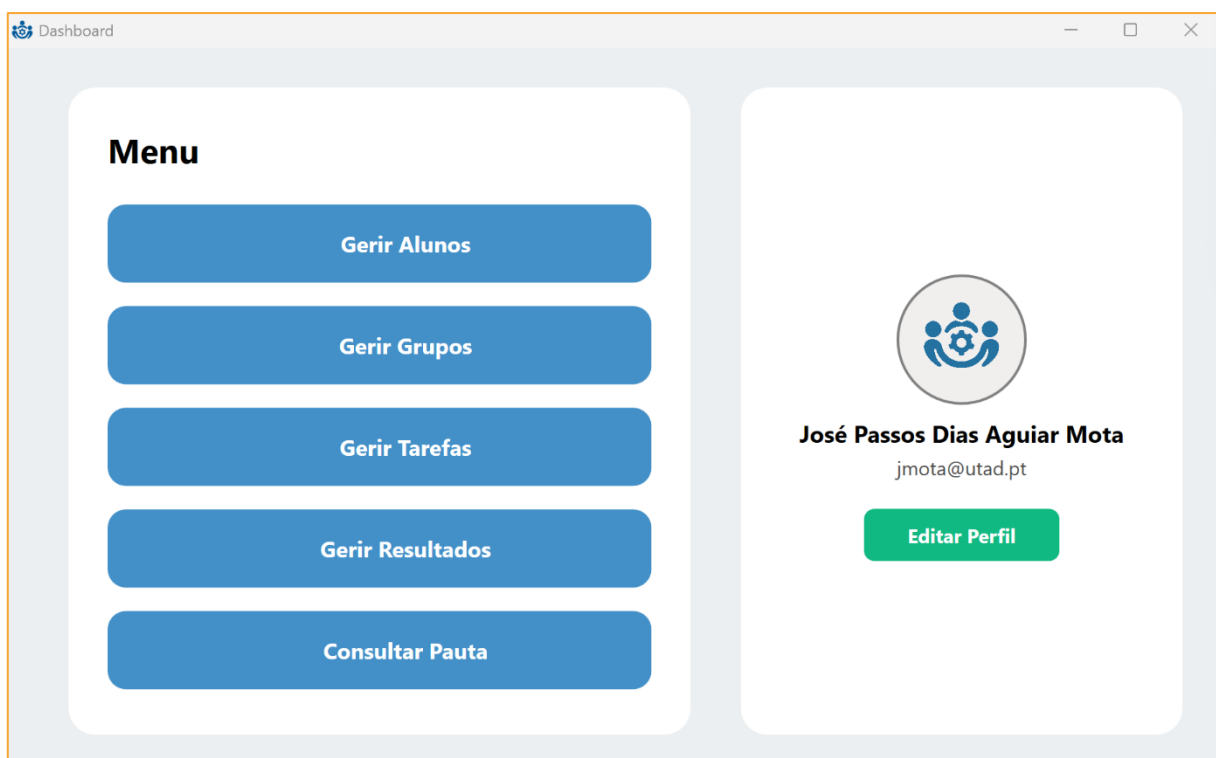 Dashboard
Menu
Gerir Alunos
Gerir Grupos
Gerir Tarefas
Gerir Resultados
Consultar Pauta
José Passos Dias Aguiar Mota
jmota@utad.pt
Editar Perfil